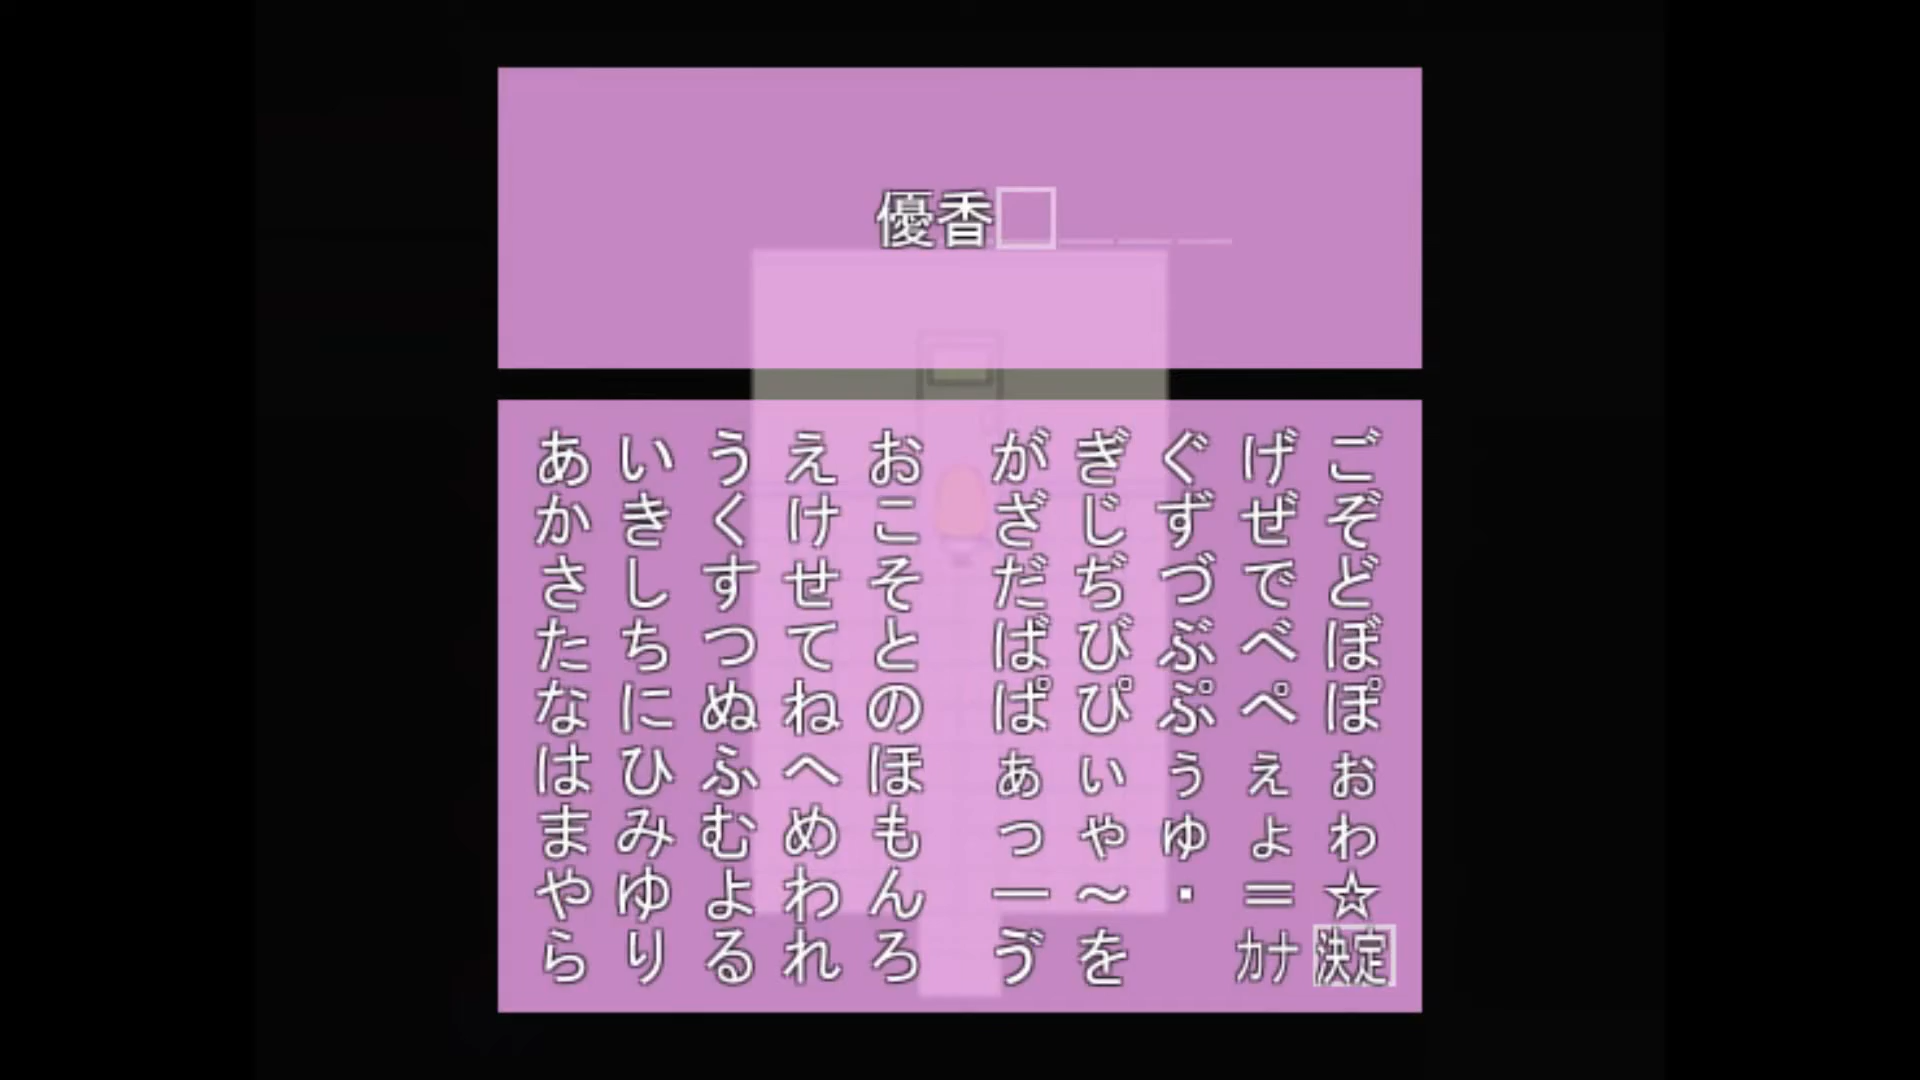 優香
あいうえお がぎぐげご
かきくけこ ざじずぜぞ
さしすせそ だぢづでど
たちつてと ばびぶべぼ
なにぬねの ぱぴぷぺぽ
はひふへほ ぁぃぅぇぉ
まみむめも っゃゅょゎ
やゆよわん ー～・＝☆
らりるれろ ゔを カナ 決定